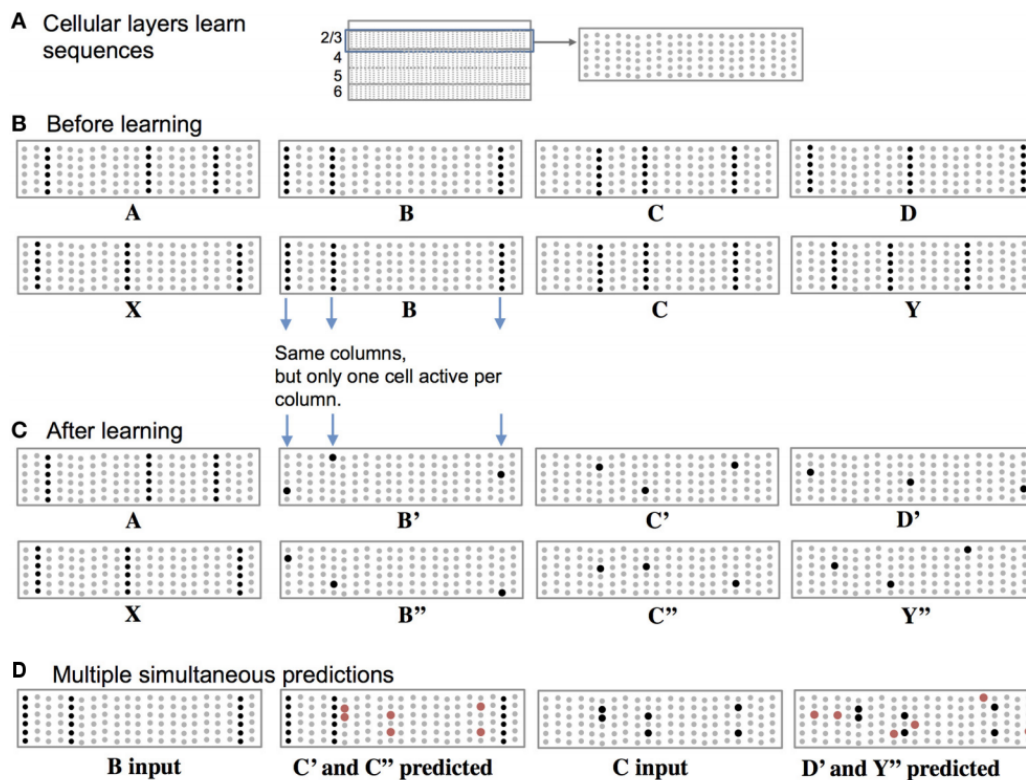 A Cellular layers learn
sequences
2/3
4
5
6
B Before learning
A B C D
X B C Y
Same columns,
but only one cell active per
column.
C After learning
A B’ C’ D’
X B’’ C’’ Y’’
D Multiple simultaneous predictions
B input C’ and C’’ predicted C input D’ and Y’’ predicted